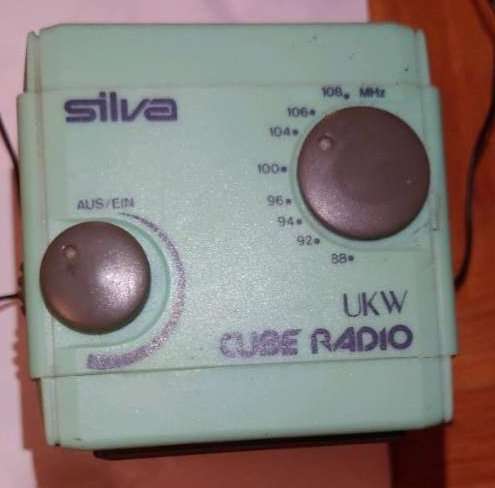 silva
108 MHz
106
104
100
96
94
92
88
AUS/EIN
UKW
CUBE RADIO